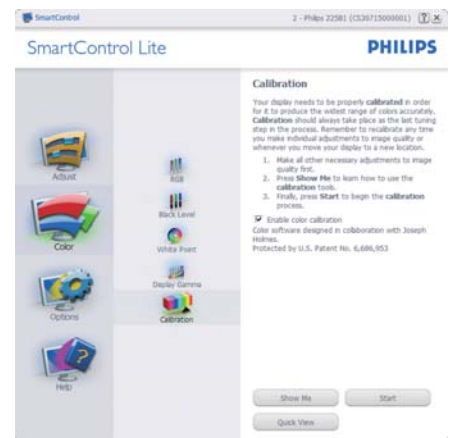 SmartControl
2 - Philips 225B1 (CS30715000001)
SmartControl Lite
PHILIPS
Adjust
Color
Options
Help
RGB
Black Level
White Point
Display Gamma
Calibration
Calibration
Your display needs to be properly calibrated in order
for it to produce the widest range of colors accurately.
Calibration should always take place as the last tuning
step in the process. Remember to recalibrate any time
you make individual adjustments to image quality or
whenever you move your display to a new location.
1. Make all other necessary adjustments to image
quality first.
2. Press Show Me to learn how to use the
calibration tools.
3. Finally, press Start to begin the calibration
process.
Enable color calibration
Color software designed in collaboration with Joseph
Holmes.
Protected by U.S. Patent No. 6,686,953
Show Me
Start
Quick View